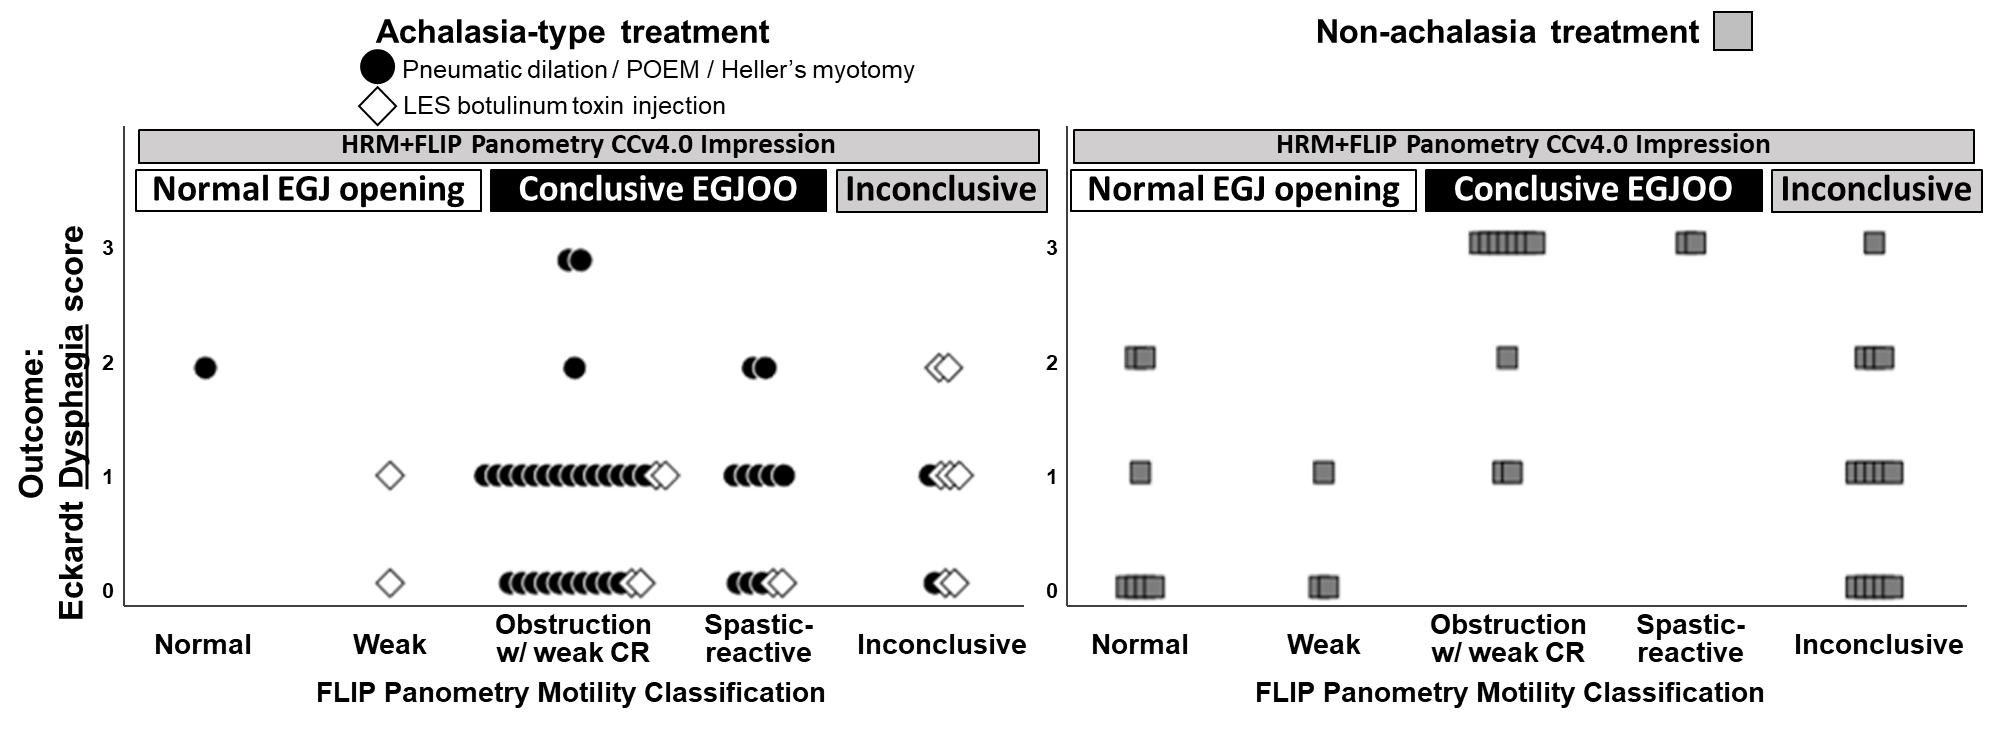 Achalasia-type treatment
Pneumatic dilation / POEM / Heller's myotomy
LES botulinum toxin injection
Non-achalasia treatment
HRM+FLIP Panometry CCv4.0 Impression
Normal EGJ opening
Conclusive EGJOO
Inconclusive
Outcome:
Eckardt Dysphagia score
3
2
1
0
Normal
Weak
Obstruction
w/ weak CR
Spastic-
reactive
Inconclusive
FLIP Panometry Motility Classification
HRM+FLIP Panometry CCv4.0 Impression
Normal EGJ opening
Conclusive EGJOO
Inconclusive
3
2
1
0
Normal
Weak
Obstruction
w/ weak CR
Spastic-
reactive
Inconclusive
FLIP Panometry Motility Classification